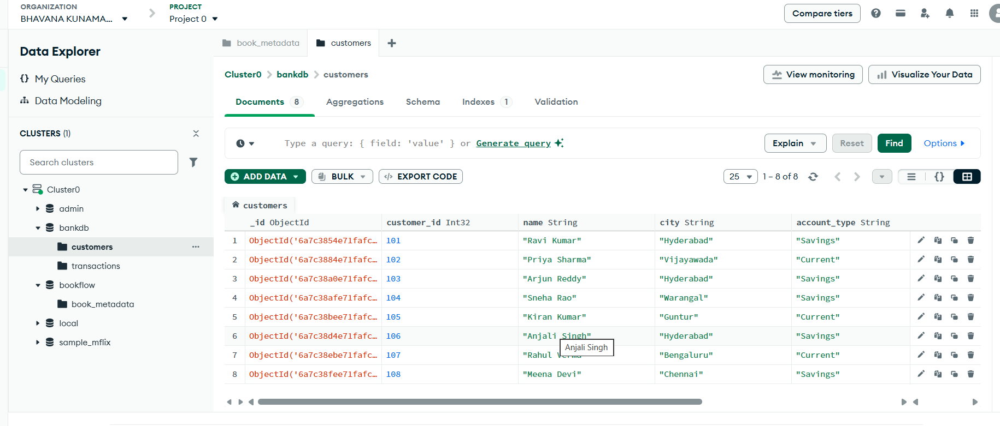 ORGANIZATION
BHAVANA KUNAMA...
PROJECT
Project 0
Compare tiers
Data Explorer
My Queries
Data Modeling
CLUSTERS (1)
Search clusters
Cluster0
admin
bankdb
customers
transactions
bookflow
book_metadata
local
sample_mflix
book_metadata
customers
Cluster0 > bankdb > customers
View monitoring
Visualize Your Data
Documents 8 Aggregations Schema Indexes 1 Validation
Type a query: { field: 'value' } or Generate query
Explain
Reset
Find
Options
ADD DATA
BULK
EXPORT CODE
25
1 – 8 of 8
customers
_id ObjectId customer_id Int32 name String city String account_type String
1 ObjectId('6a7c3854e71fafc… 101 "Ravi Kumar" "Hyderabad" "Savings"
2 ObjectId('6a7c3884e71fafc… 102 "Priya Sharma" "Vijayawada" "Current"
3 ObjectId('6a7c38a0e71fafc… 103 "Arjun Reddy" "Hyderabad" "Savings"
4 ObjectId('6a7c38afe71fafc… 104 "Sneha Rao" "Warangal" "Savings"
5 ObjectId('6a7c38bee71fafc… 105 "Kiran Kumar" "Guntur" "Current"
6 ObjectId('6a7c38d4e71fafc… 106 "Anjali Singh" "Hyderabad" "Savings"
Anjali Singh
7 ObjectId('6a7c38ebe71fafc… 107 "Rahul "Bengaluru" "Current"
8 ObjectId('6a7c38fee71fafc… 108 "Meena Devi" "Chennai" "Savings"